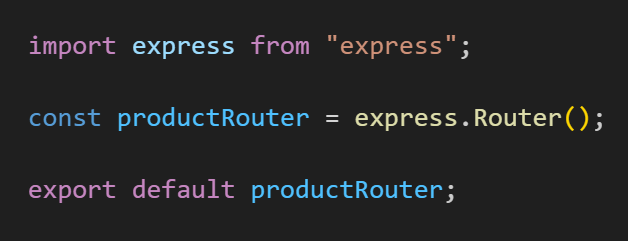 import express from "express";
const productRouter = express.Router();
export default productRouter;